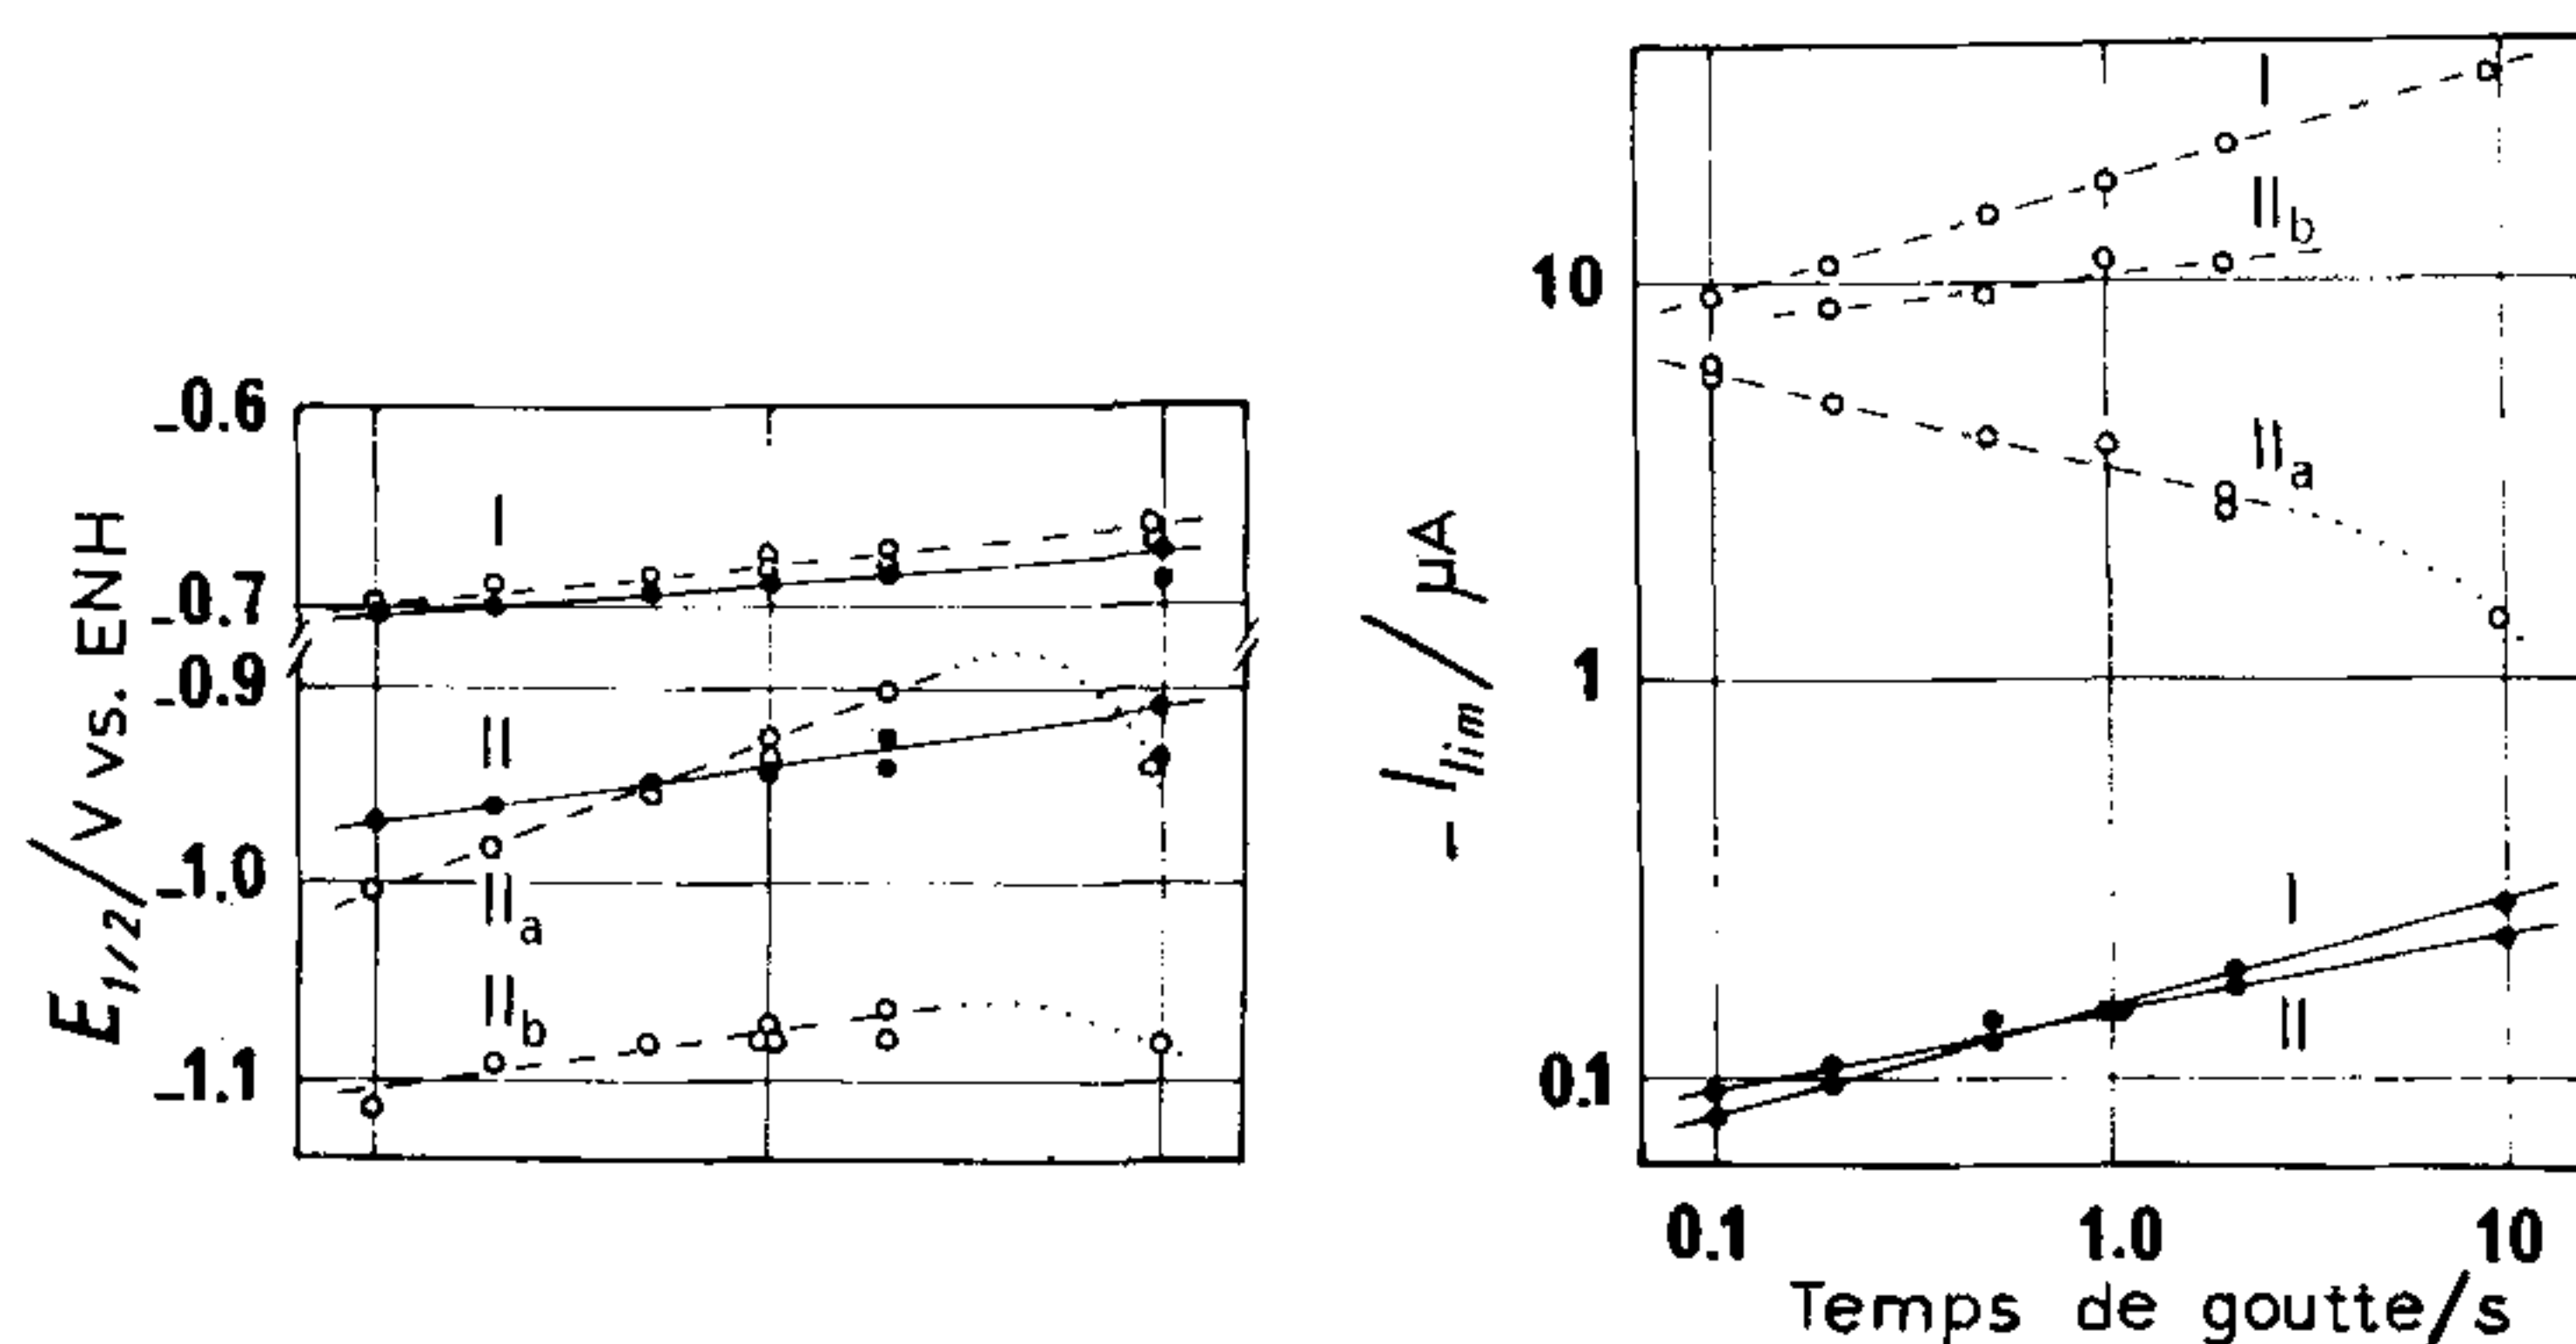 E1/2/V vs. ENH
-0.6
-0.7
-0.9
-1.0
-1.1
I
II
IIa
IIb
- Ilim/µA
10
1
0.1
I
IIb
IIa
I
II
0.1 1.0 10
Temps de goutte/s